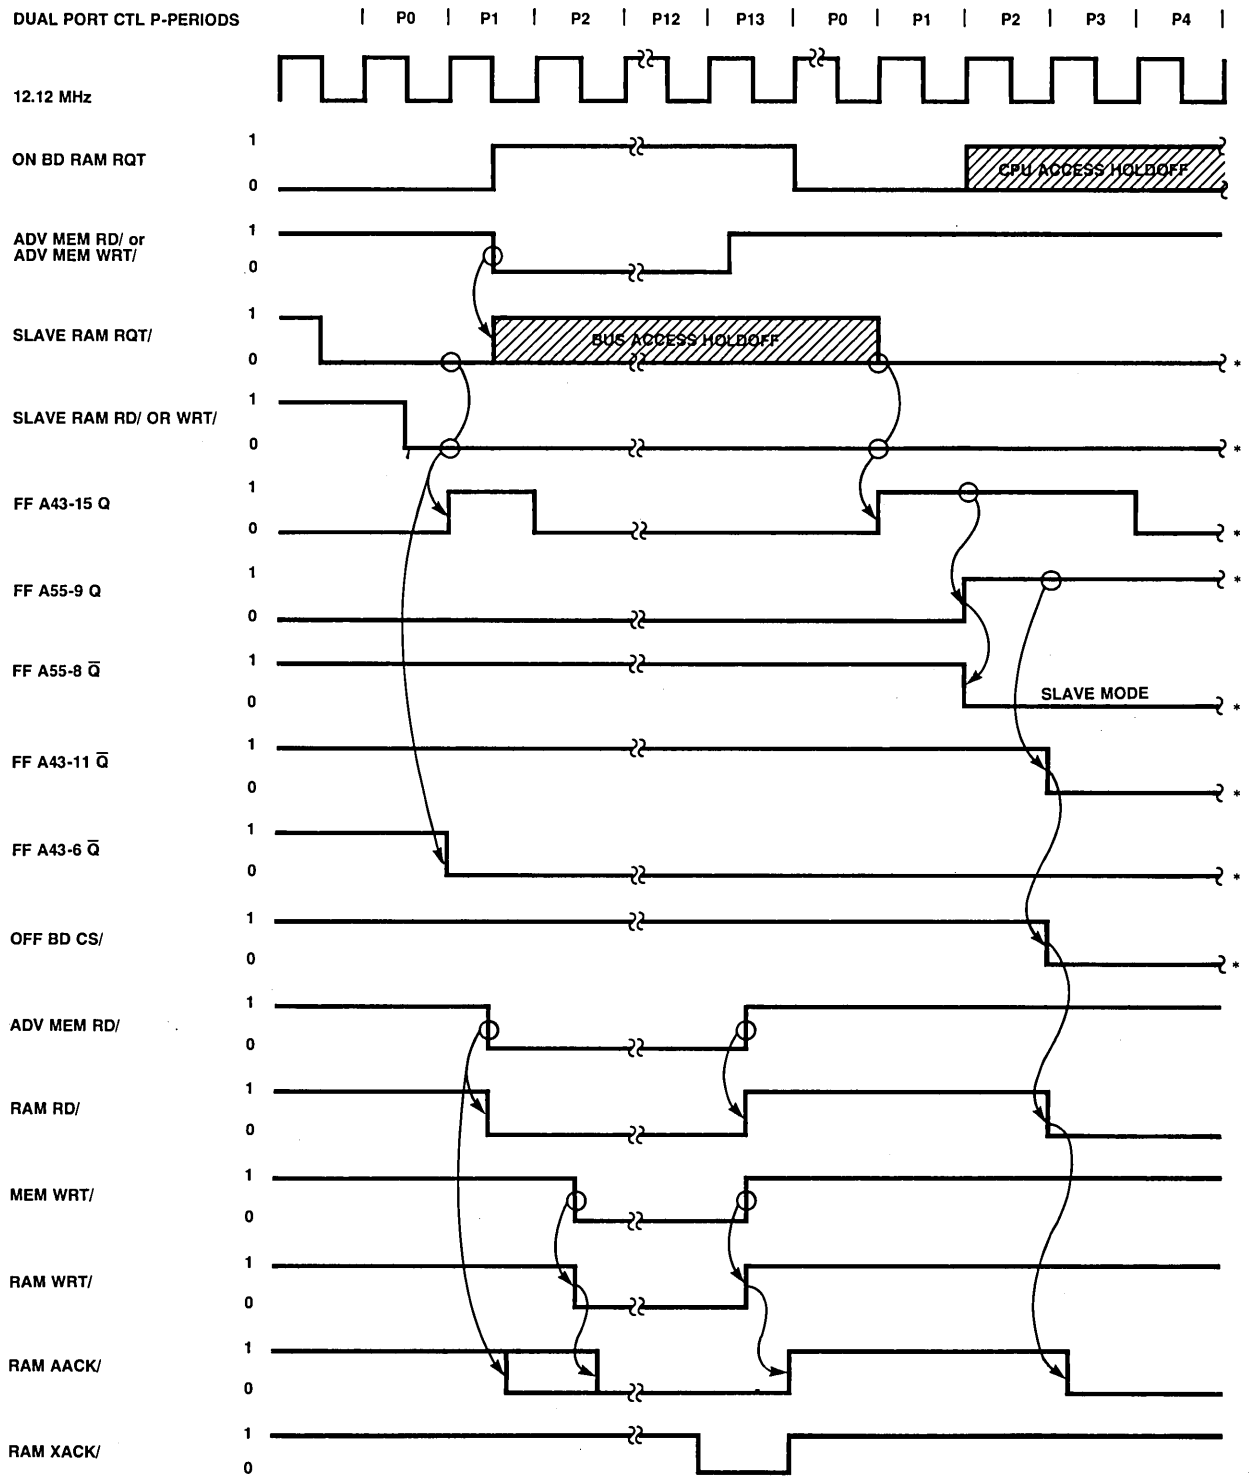 DUAL PORT CTL P-PERIODS | P0 | P1 | P2 | P12 | P13 | P0 | P1 | P2 | P3 | P4 |
12.12 MHz
1
ON BD RAM RQT
0
CPU ACCESS HOLDOFF
1
ADV MEM RD/ or
ADV MEM WRT/
0
1
SLAVE RAM RQT/
0
BUS ACCESS HOLDOFF
*
1
SLAVE RAM RD/ OR WRT/
0
*
1
FF A43-15 Q
0
*
1
FF A55-9 Q
0
*
1
FF A55-8 Q̅
0
SLAVE MODE
*
1
FF A43-11 Q̅
0
*
1
FF A43-6 Q̅
0
*
1
OFF BD CS/
0
*
1
ADV MEM RD/
0
1
RAM RD/
0
1
MEM WRT/
0
1
RAM WRT/
0
1
RAM AACK/
0
1
RAM XACK/
0